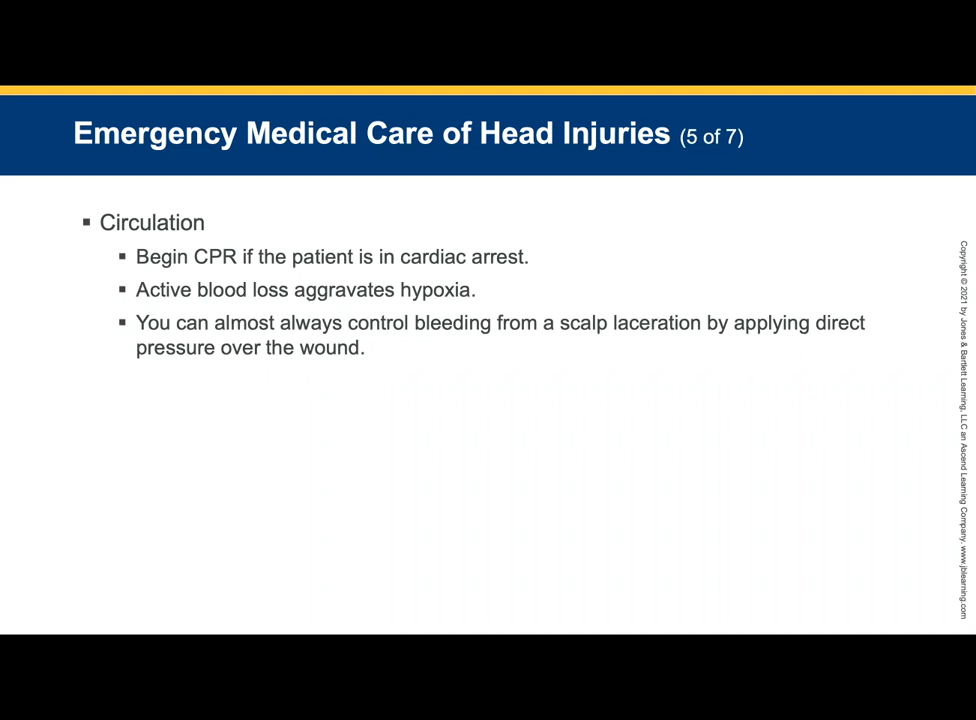 Emergency Medical Care of Head Injuries (5 of 7)
▪ Circulation
▪ Begin CPR if the patient is in cardiac arrest.
▪ Active blood loss aggravates hypoxia.
▪ You can almost always control bleeding from a scalp laceration by applying direct
pressure over the wound.
Copyright © 2021 by Jones & Bartlett Learning, LLC an Ascend Learning Company. www.jblearning.com